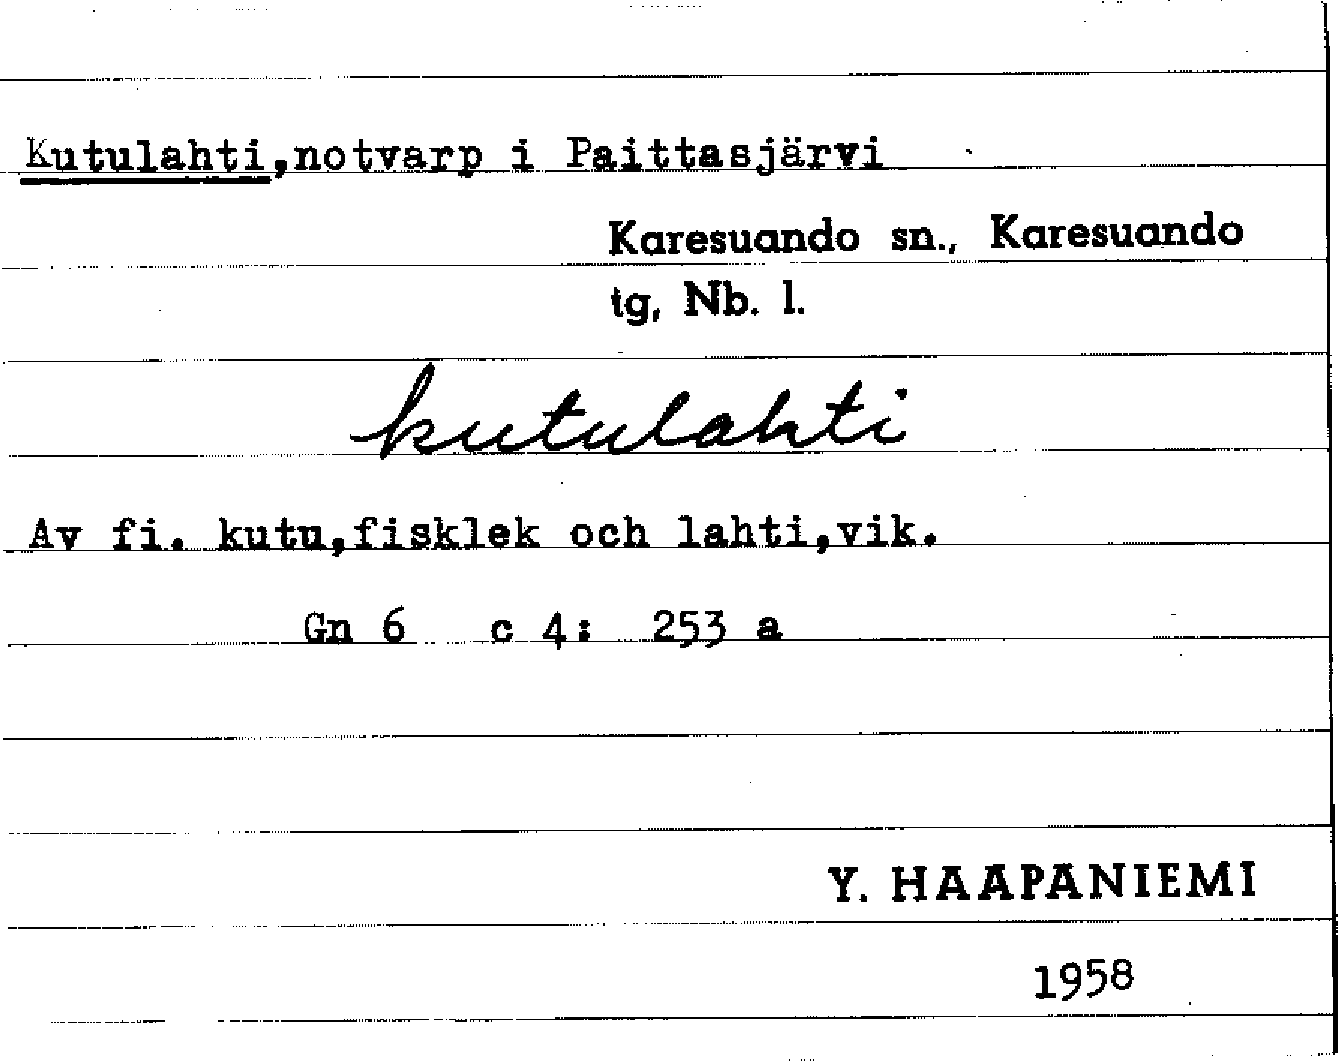 Kutulahti,notvarp i Paittasjärvi
Karesuando sn., Karesuando
tg, Nb. l.
kutulahti
Av fi. kutu,fisklek och lahti,vik.
Gn 6 c 4: 253 a
Y. HAAPANIEMI
1958